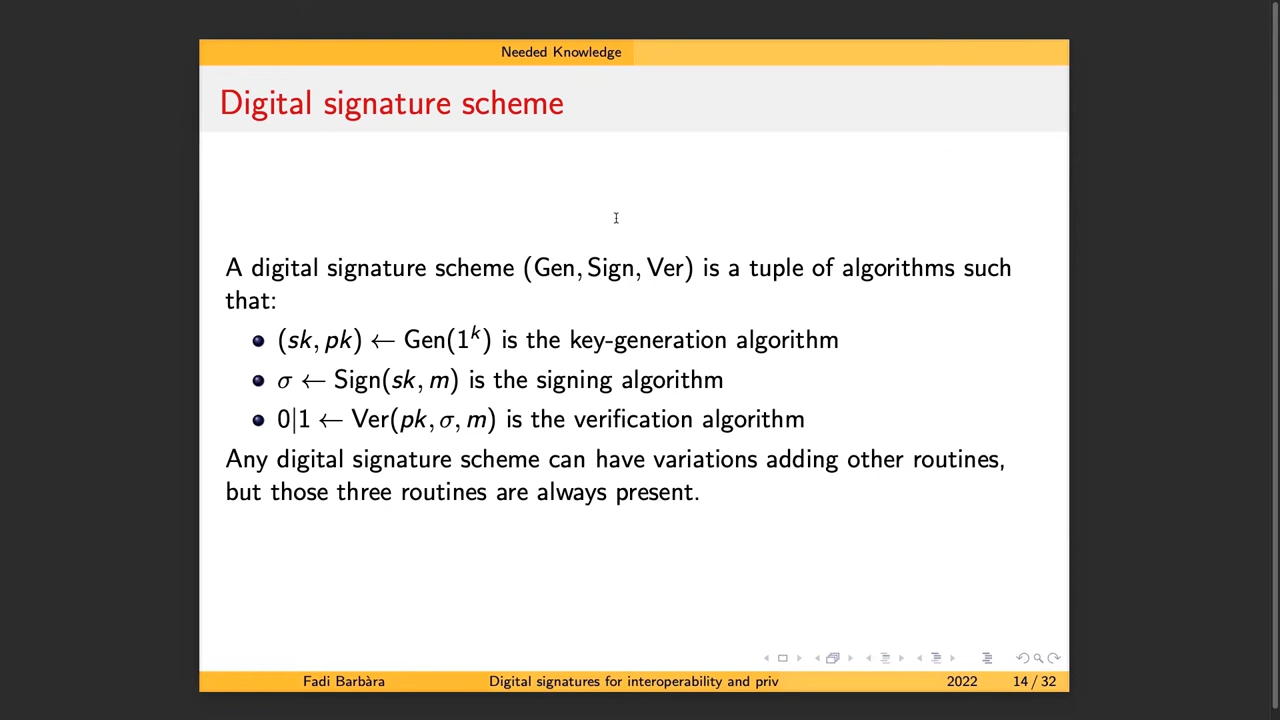 Needed Knowledge
Digital signature scheme
A digital signature scheme (Gen, Sign, Ver) is a tuple of algorithms such
that:
(sk, pk) ← Gen(1^k) is the key-generation algorithm
σ ← Sign(sk, m) is the signing algorithm
0|1 ← Ver(pk, σ, m) is the verification algorithm
Any digital signature scheme can have variations adding other routines,
but those three routines are always present.
Fadi Barbàra Digital signatures for interoperability and priv 2022 14 / 32